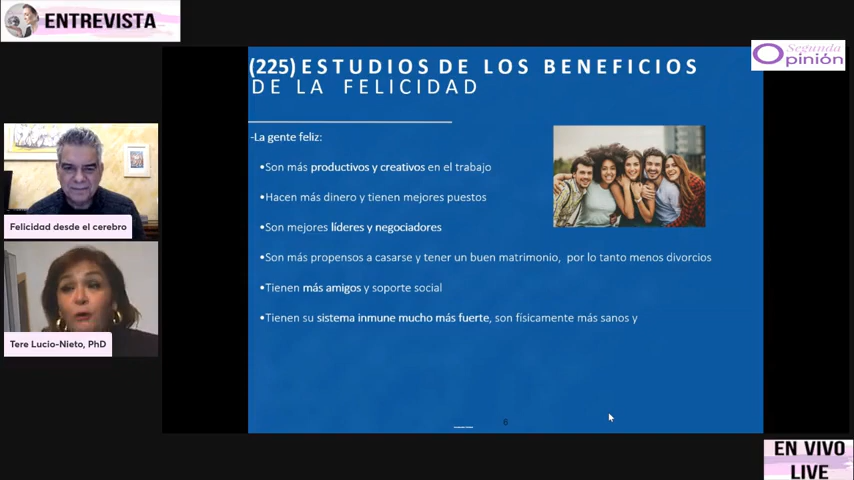 ENTREVISTA
Segunda
Opinión
(225) ESTUDIOS DE LOS BENEFICIOS
DE LA FELICIDAD
-La gente feliz:
•Son más productivos y creativos en el trabajo
•Hacen más dinero y tienen mejores puestos
•Son mejores líderes y negociadores
•Son más propensos a casarse y tener un buen matrimonio, por lo tanto menos divorcios
•Tienen más amigos y soporte social
•Tienen su sistema inmune mucho más fuerte, son físicamente más sanos y
6
Felicidad desde el cerebro
Tere Lucio-Nieto, PhD
EN VIVO
LIVE